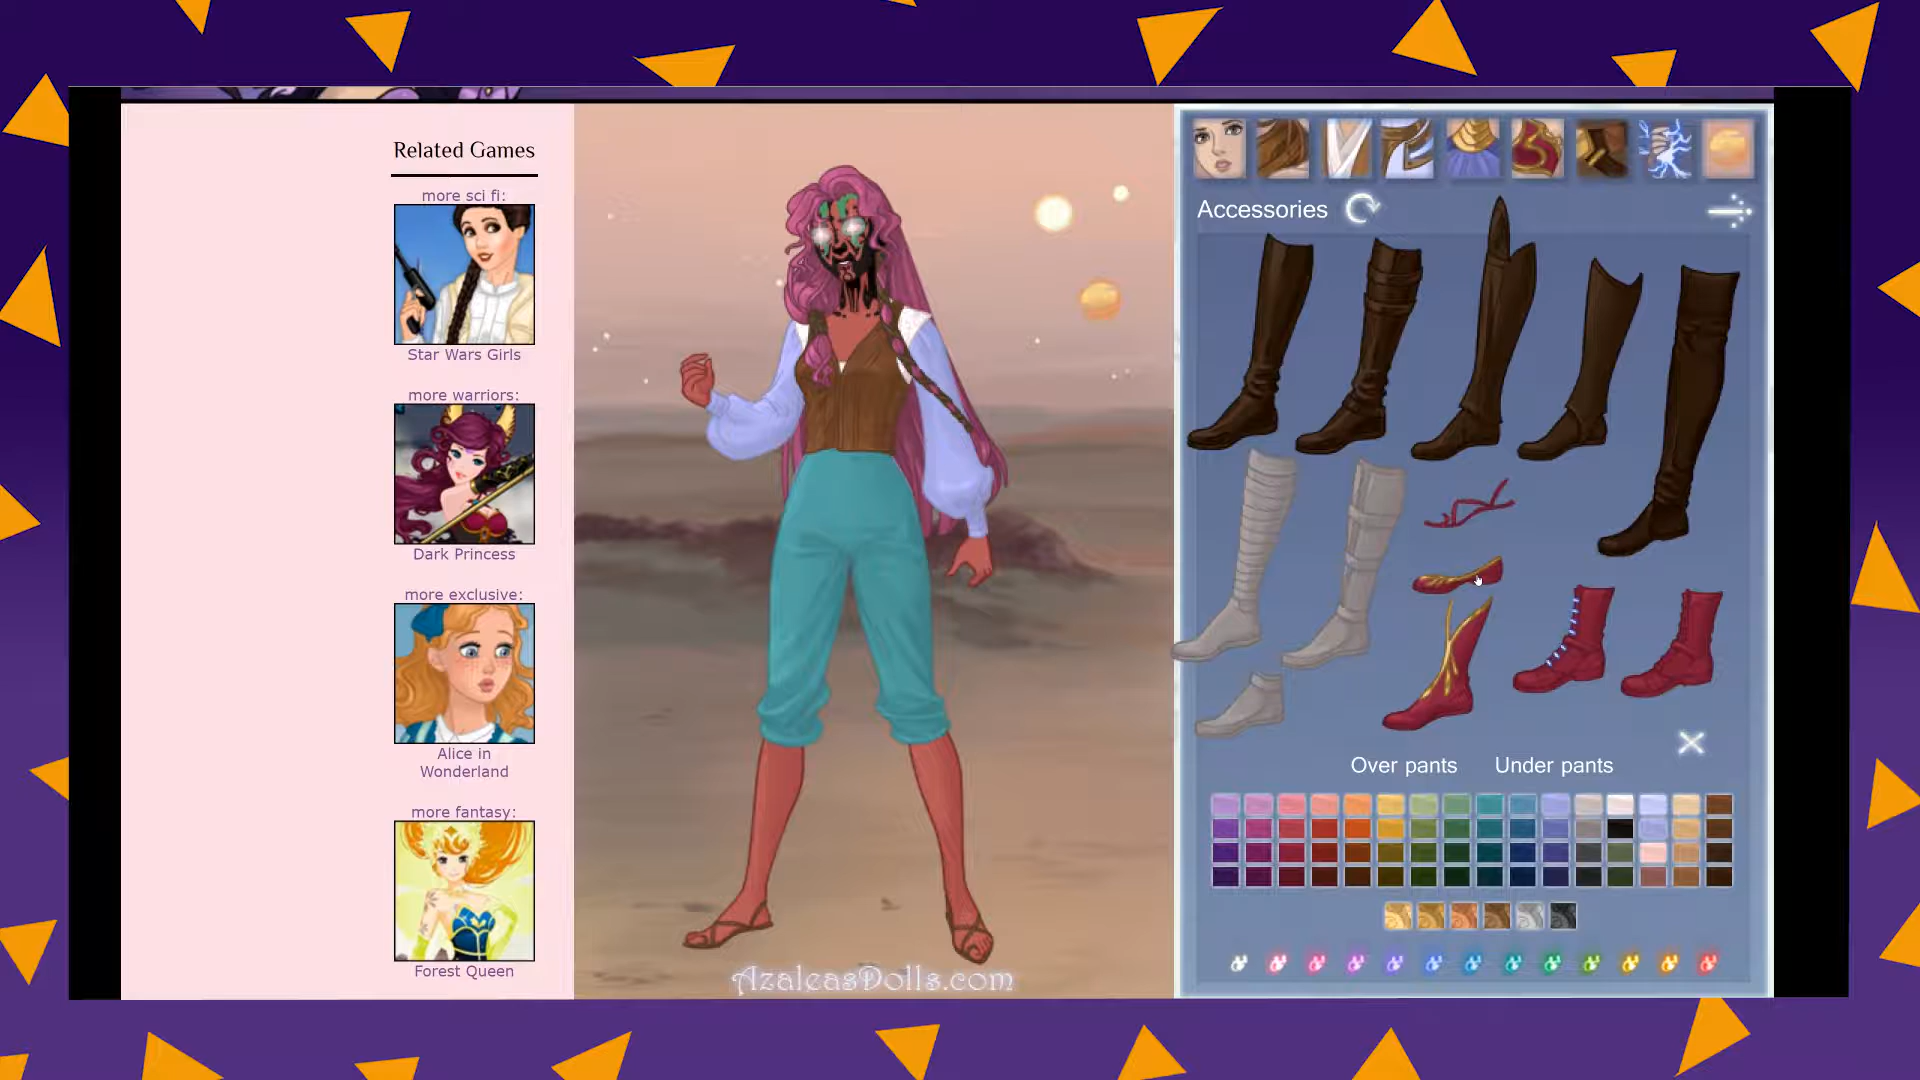 Related Games
more sci fi:
Star Wars Girls
more warriors:
Dark Princess
more exclusive:
Alice in
Wonderland
more fantasy:
Forest Queen
AzaleasDolls.com
Accessories
Over pants
Under pants